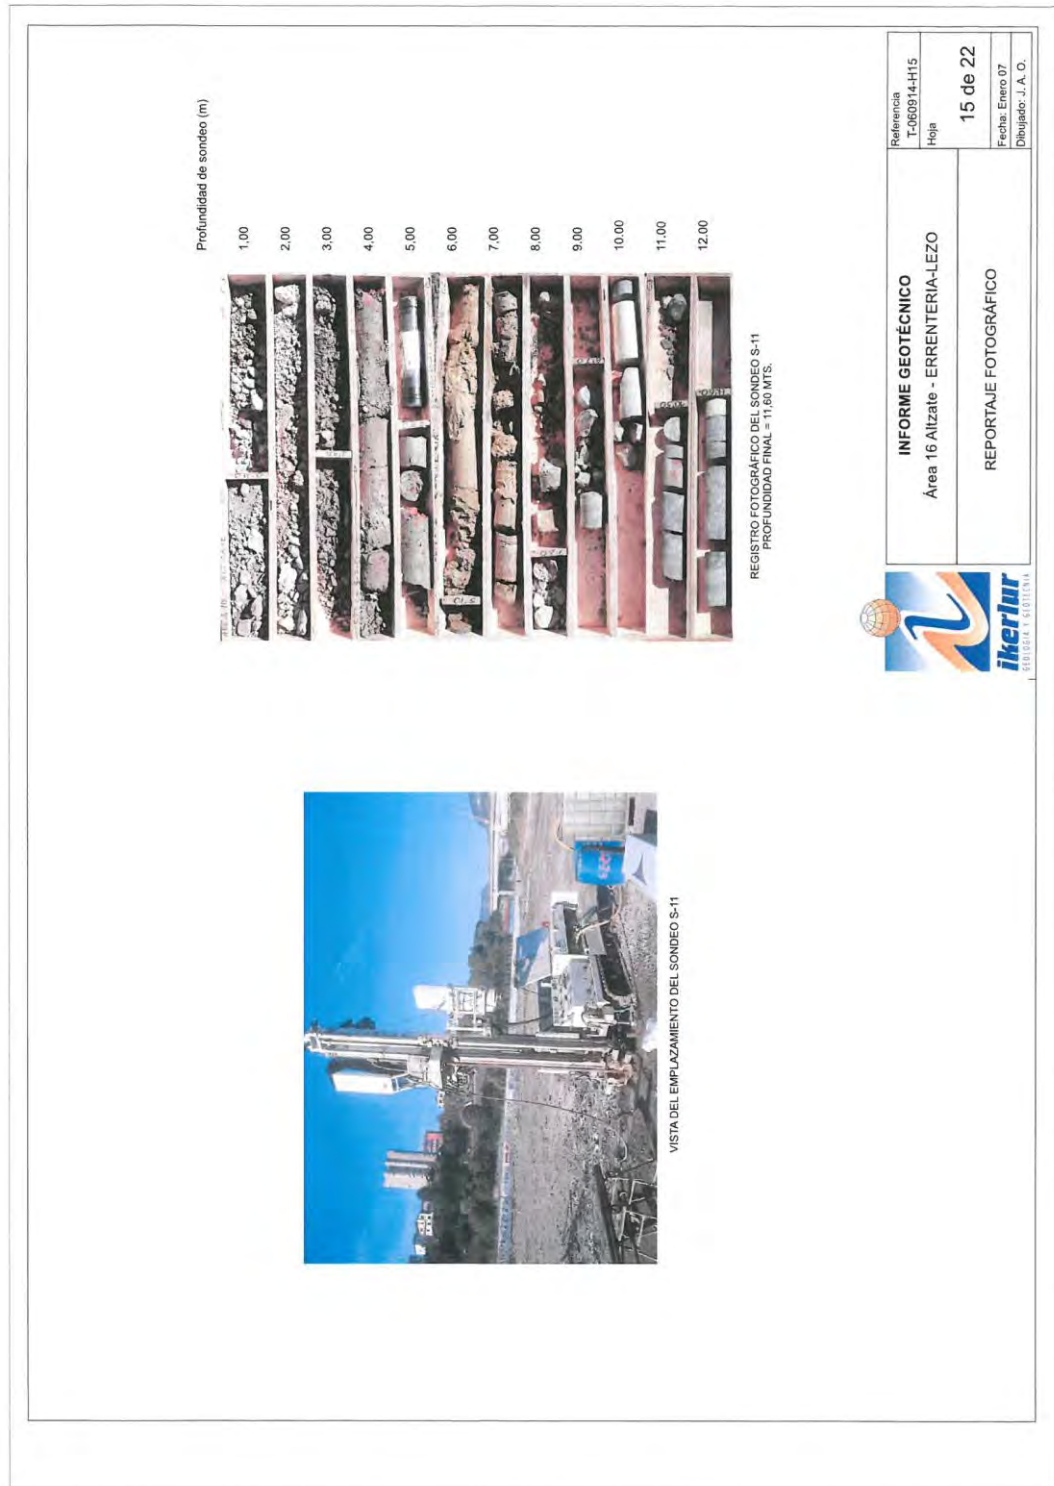 Profundidad de sondeo (m)
1,00
2,00
3,00
4,00
5,00
6,00
7,00
8,00
9,00
10,00
11,00
12,00
REGISTRO FOTOGRÁFICO DEL SONDEO S-11
PROFUNDIDAD FINAL = 11,60 MTS.
VISTA DEL EMPLAZAMIENTO DEL SONDEO S-11
ikerlur
GEOLOGIA Y GEOTECNIA
INFORME GEOTÉCNICO
Área 16 Altzate - ERRENTERIA-LEZO
REPORTAJE FOTOGRÁFICO
Referencia
T-060914-H15
Hoja
15 de 22
Fecha: Enero 07
Dibujado: J. A. O.